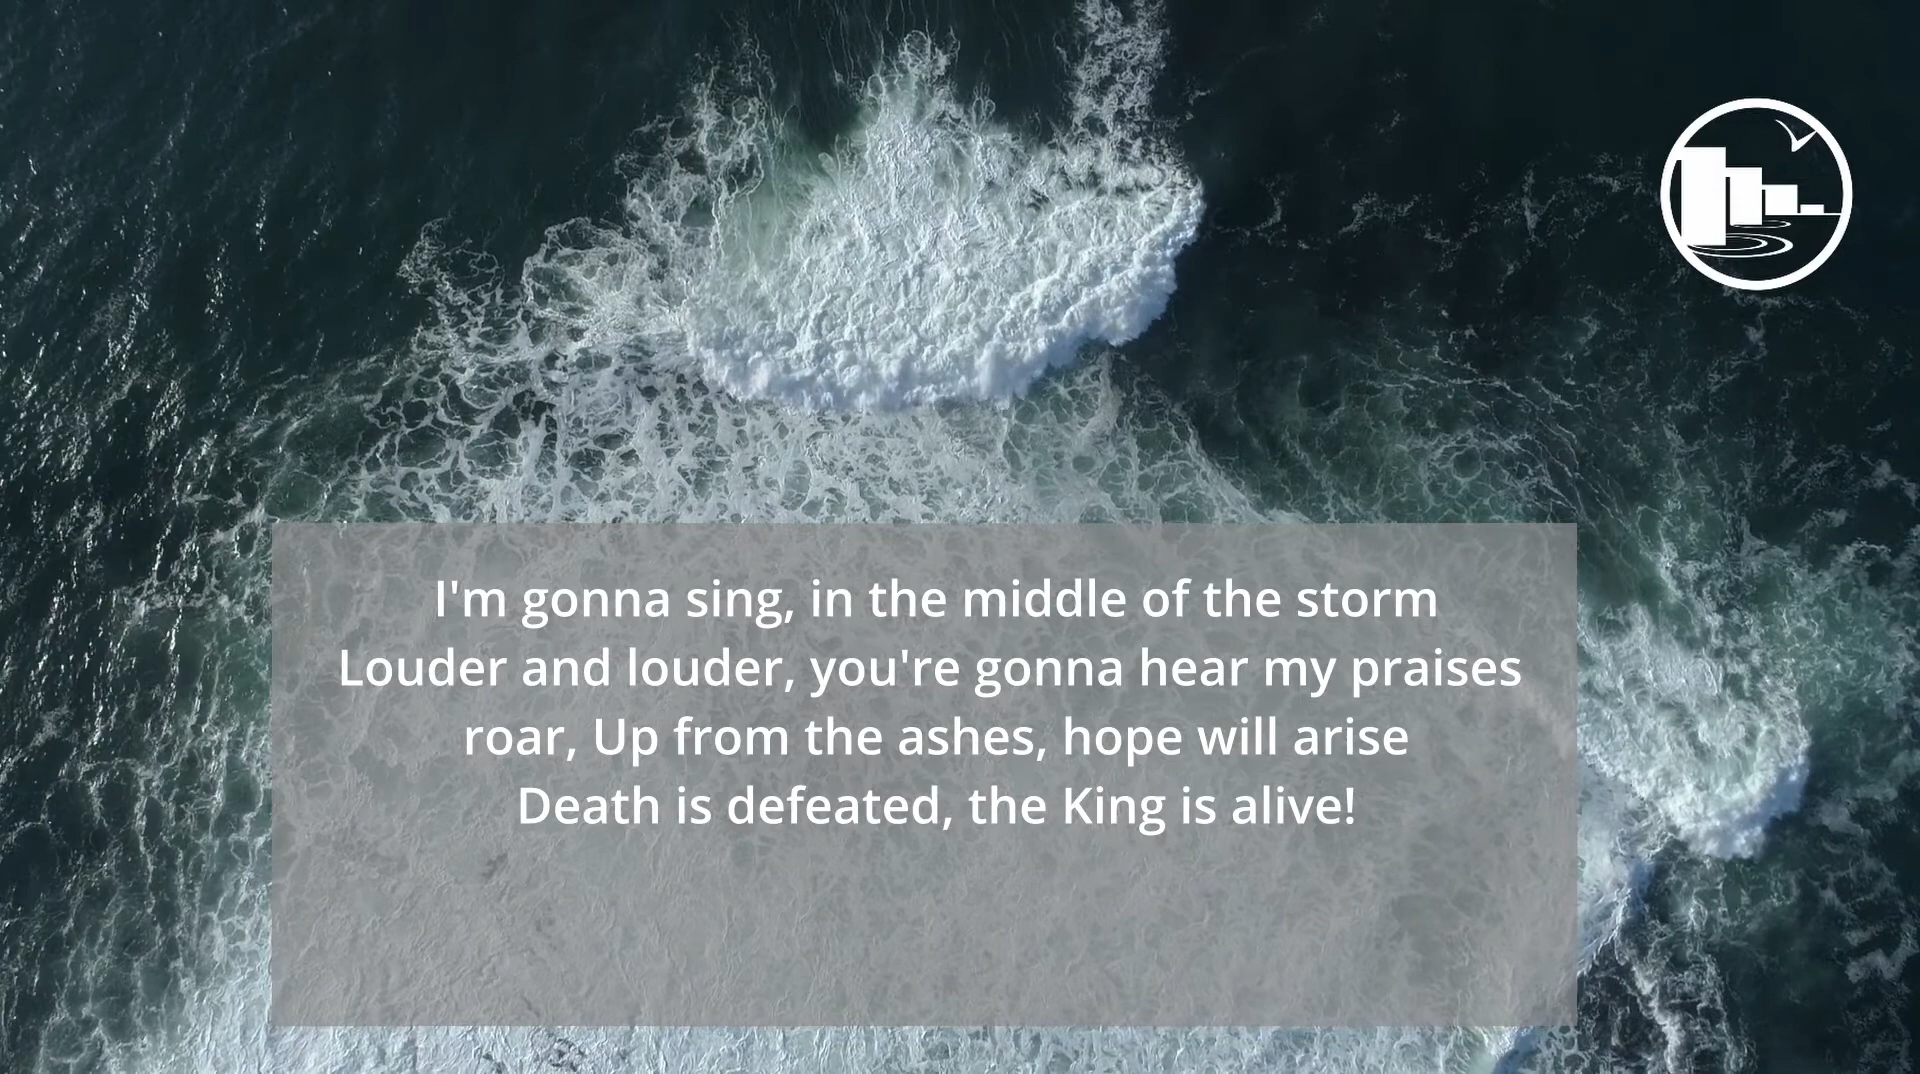 I'm gonna sing, in the middle of the storm
Louder and louder, you're gonna hear my praises
roar, Up from the ashes, hope will arise
Death is defeated, the King is alive!